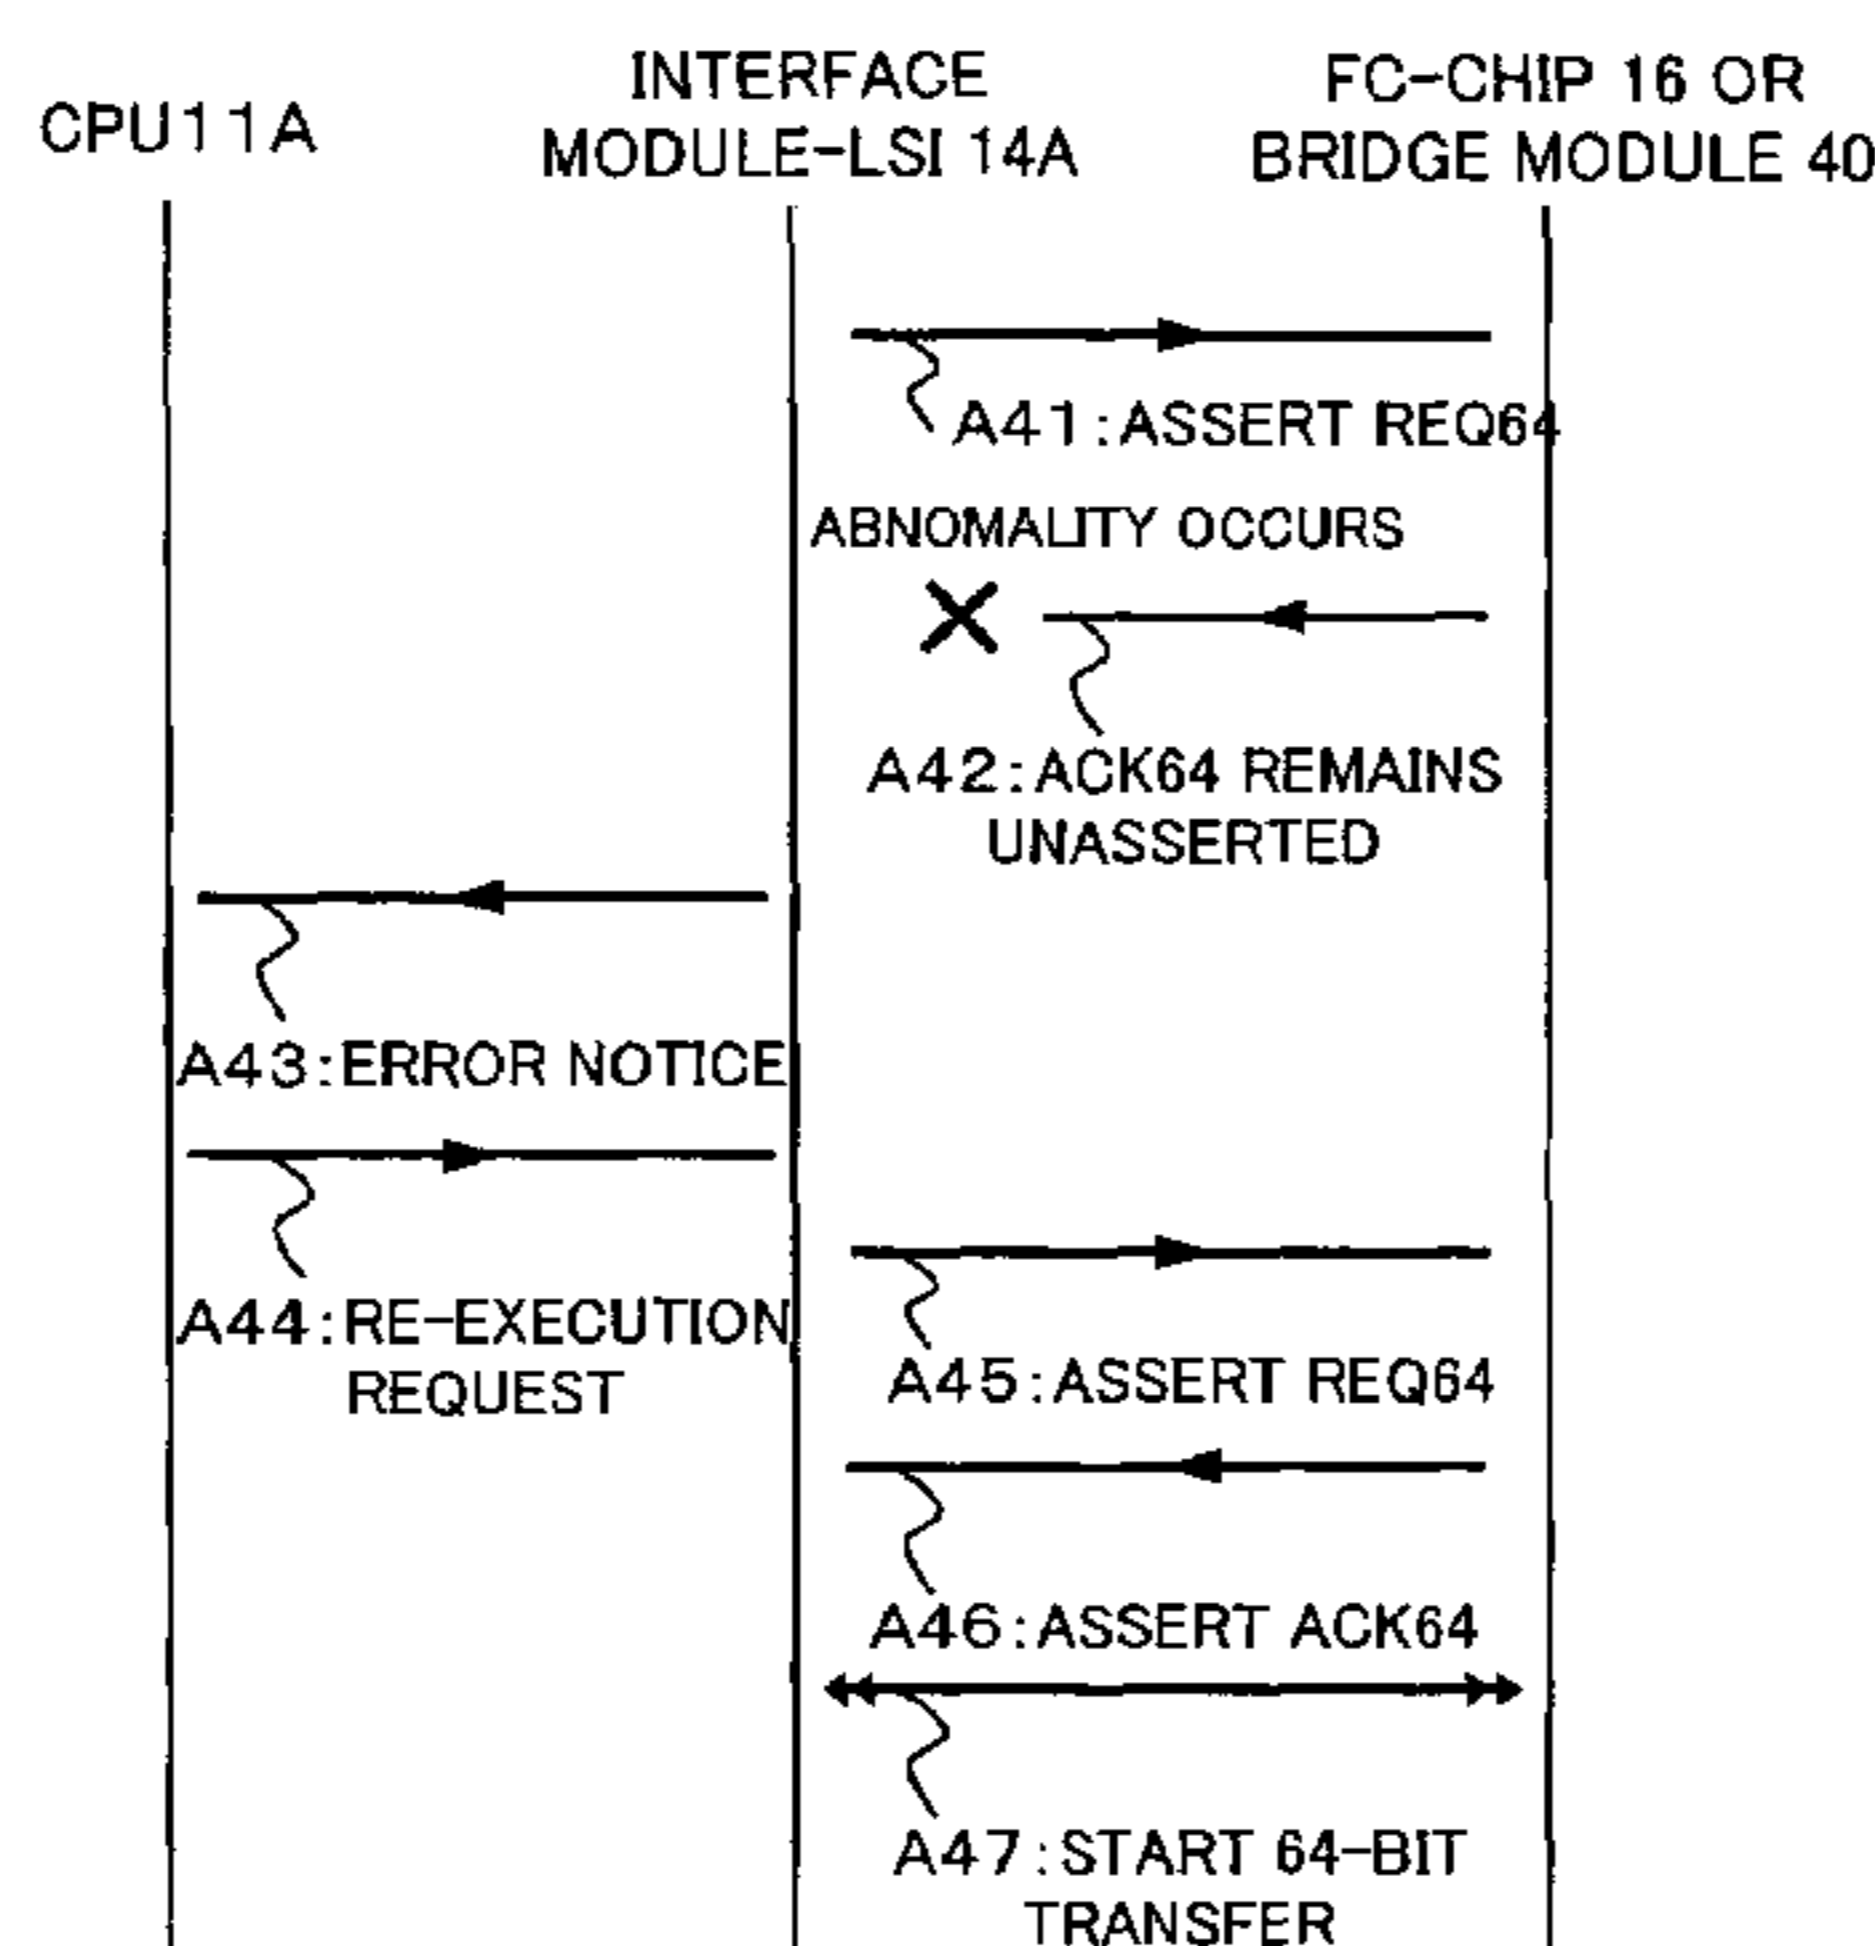 CPU11A
INTERFACE
MODULE-LSI 14A
FC-CHIP 16 OR
BRIDGE MODULE 40
A41:ASSERT REQ64
ABNOMALITY OCCURS
A42:ACK64 REMAINS
UNASSERTED
A43:ERROR NOTICE
A44:RE-EXECUTION
REQUEST
A45:ASSERT REQ64
A46:ASSERT ACK64
A47:START 64-BIT
TRANSFER